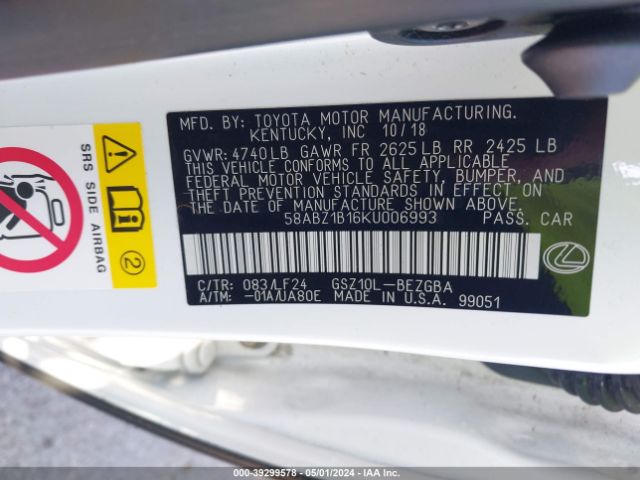 MFD. BY: TOYOTA MOTOR MANUFACTURING.
KENTUCKY, INC 10/18
GVWR: 4740LB GAWR FR 2625LB RR 2425 LB
THIS VEHICLE CONFORMS TO ALL APPLICABLE
FEDERAL MOTOR VEHICLE SAFETY, BUMPER, AND
THEFT PREVENTION STANDARDS IN EFFECT ON
THE DATE OF MANUFACTURE SHOWN ABOVE.
58ABZ1B16KU006993 PASS. CAR
C/TR: 083/LF24 GSZ10L-BEZGBA
A/TM: -01A/UA80E MADE IN U.S.A. 99051
SRS SIDE AIRBAG
2
000-39299578 - 05/01/2024 - IAA Inc.